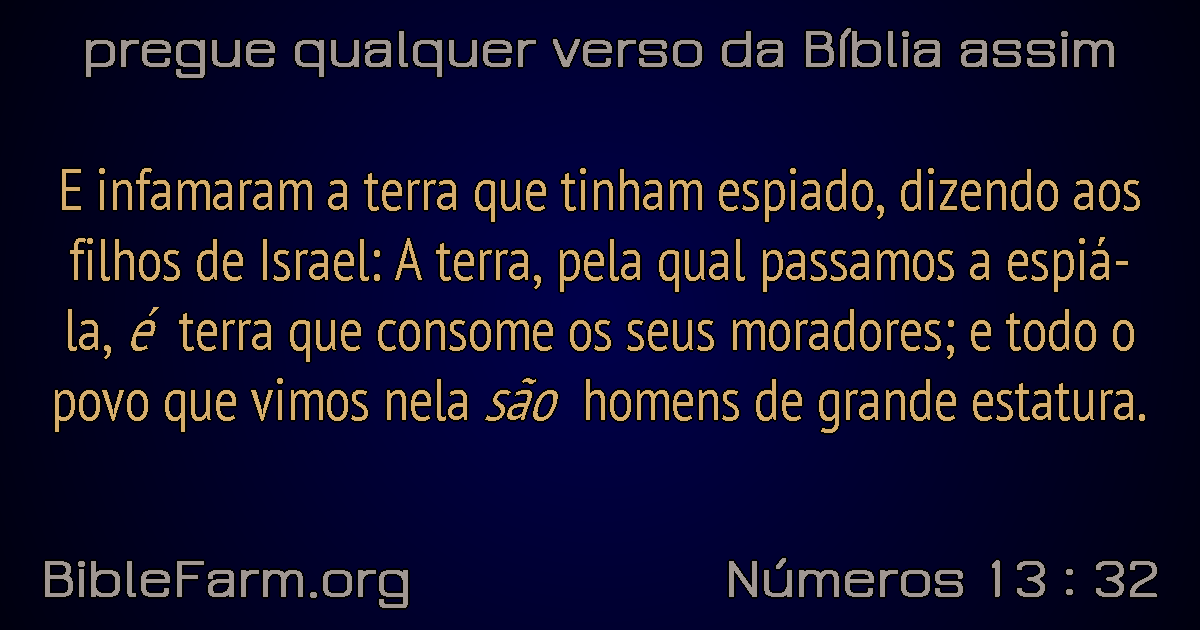 pregue qualquer verso da Bíblia assim
E infamaram a terra que tinham espiado, dizendo aos
filhos de Israel: A terra, pela qual passamos a espiá-
la, é terra que consome os seus moradores; e todo o
povo que vimos nela são homens de grande estatura.
BibleFarm.org
Números 13 : 32